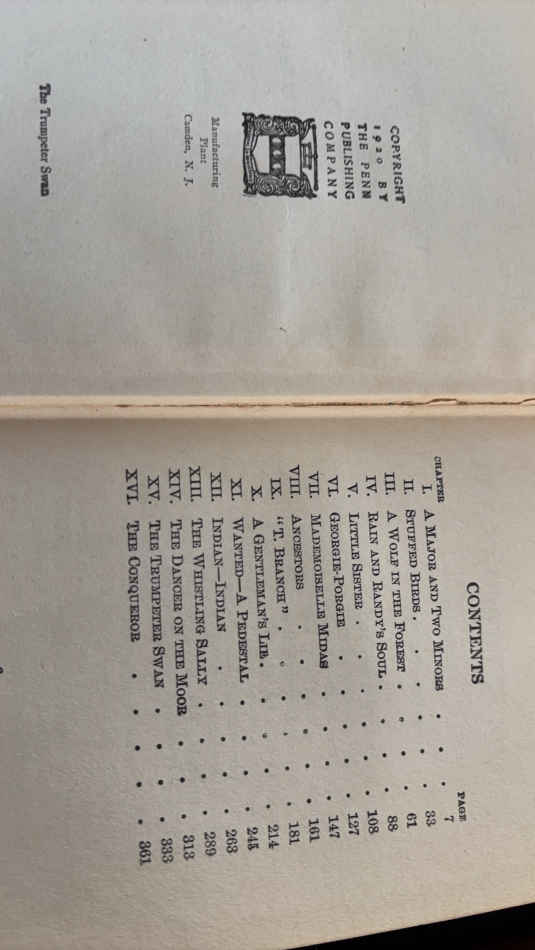 COPYRIGHT
1920 BY
THE PENN
PUBLISHING
COMPANY
Manufacturing
Plant
Camden, N. J.
The Trumpeter Swan
CONTENTS
CHAPTER PAGE
I. A Major and Two Minors . . . 7
II. Stuffed Birds . . . . . 33
III. A Wolf in the Forest . . . . 61
IV. Rain and Randy's Soul . . . . 88
V. Little Sister . . . . . 108
VI. Georgie-Porgie . . . . 127
VII. Mademoiselle Midas . . . . 147
VIII. Ancestors . . . . . . 161
IX. "T. Branch" . . . . . 181
X. A Gentleman's Lie . . . . 214
XI. Wanted—A Pedestal . . . . 245
XII. Indian—Indian . . . . 263
XIII. The Whistling Sally . . . . 289
XIV. The Dancer on the Moor . . . 313
XV. The Trumpeter Swan . . . . 333
XVI. The Conqueror . . . . . 361